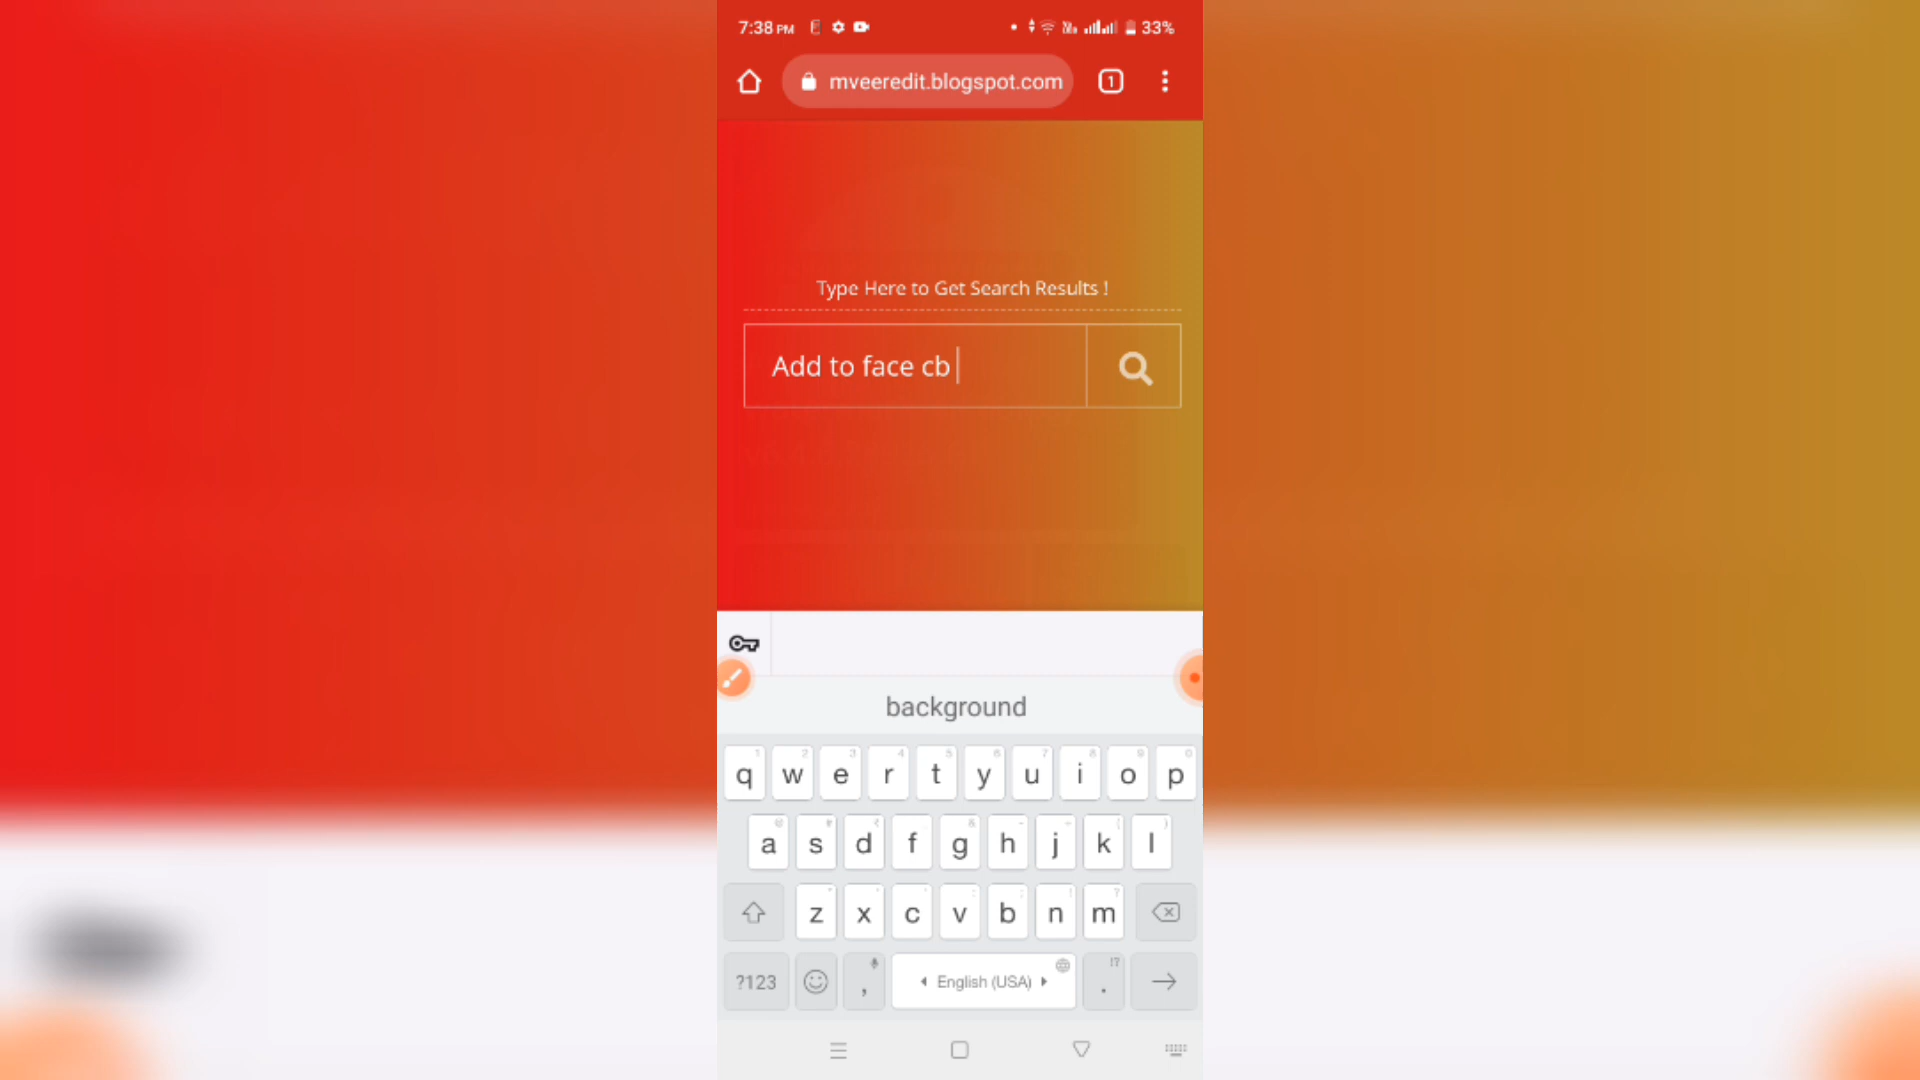 7:38 PM 33%
mveeredit.blogspot.com 1
Type Here to Get Search Results !
Add to face cb
background
q w e r t y u i o p
a s d f g h j k l
z x c v b n m
?123 , English (USA) .